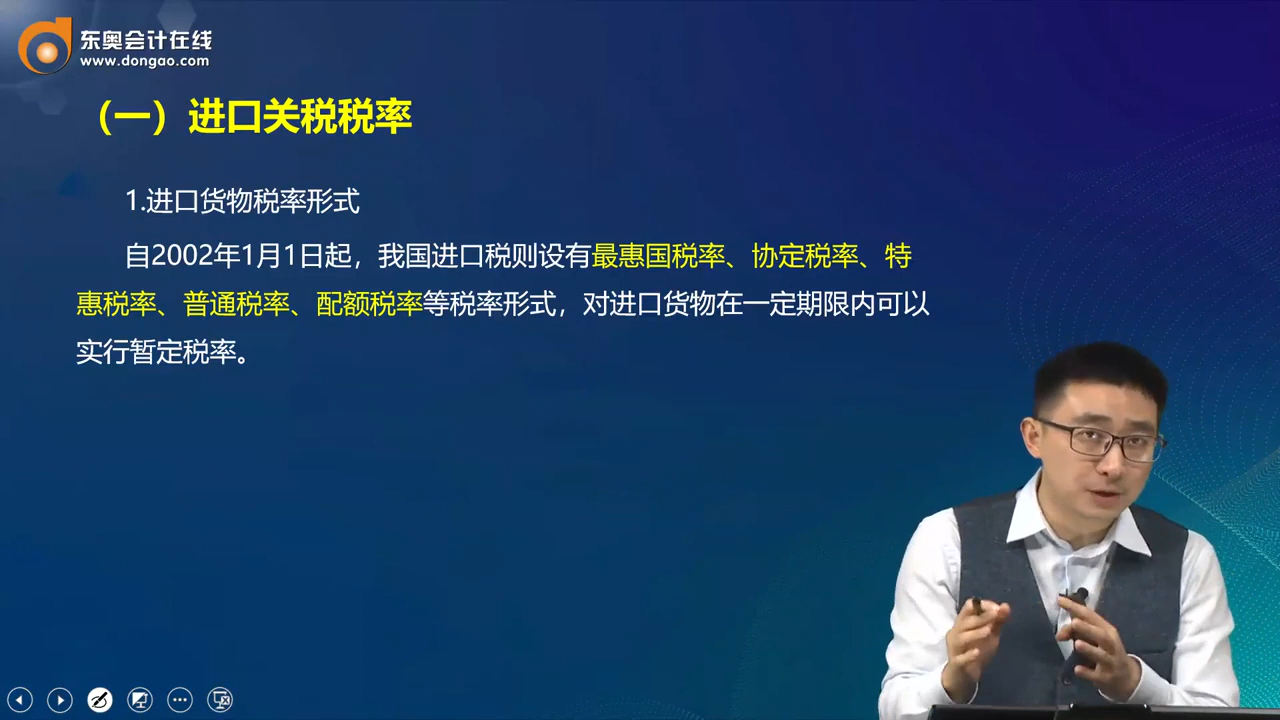 东奥会计在线
www.dongao.com
（一）进口关税税率
1.进口货物税率形式
自2002年1月1日起，我国进口税则设有最惠国税率、协定税率、特
惠税率、普通税率、配额税率等税率形式，对进口货物在一定期限内可以
实行暂定税率。